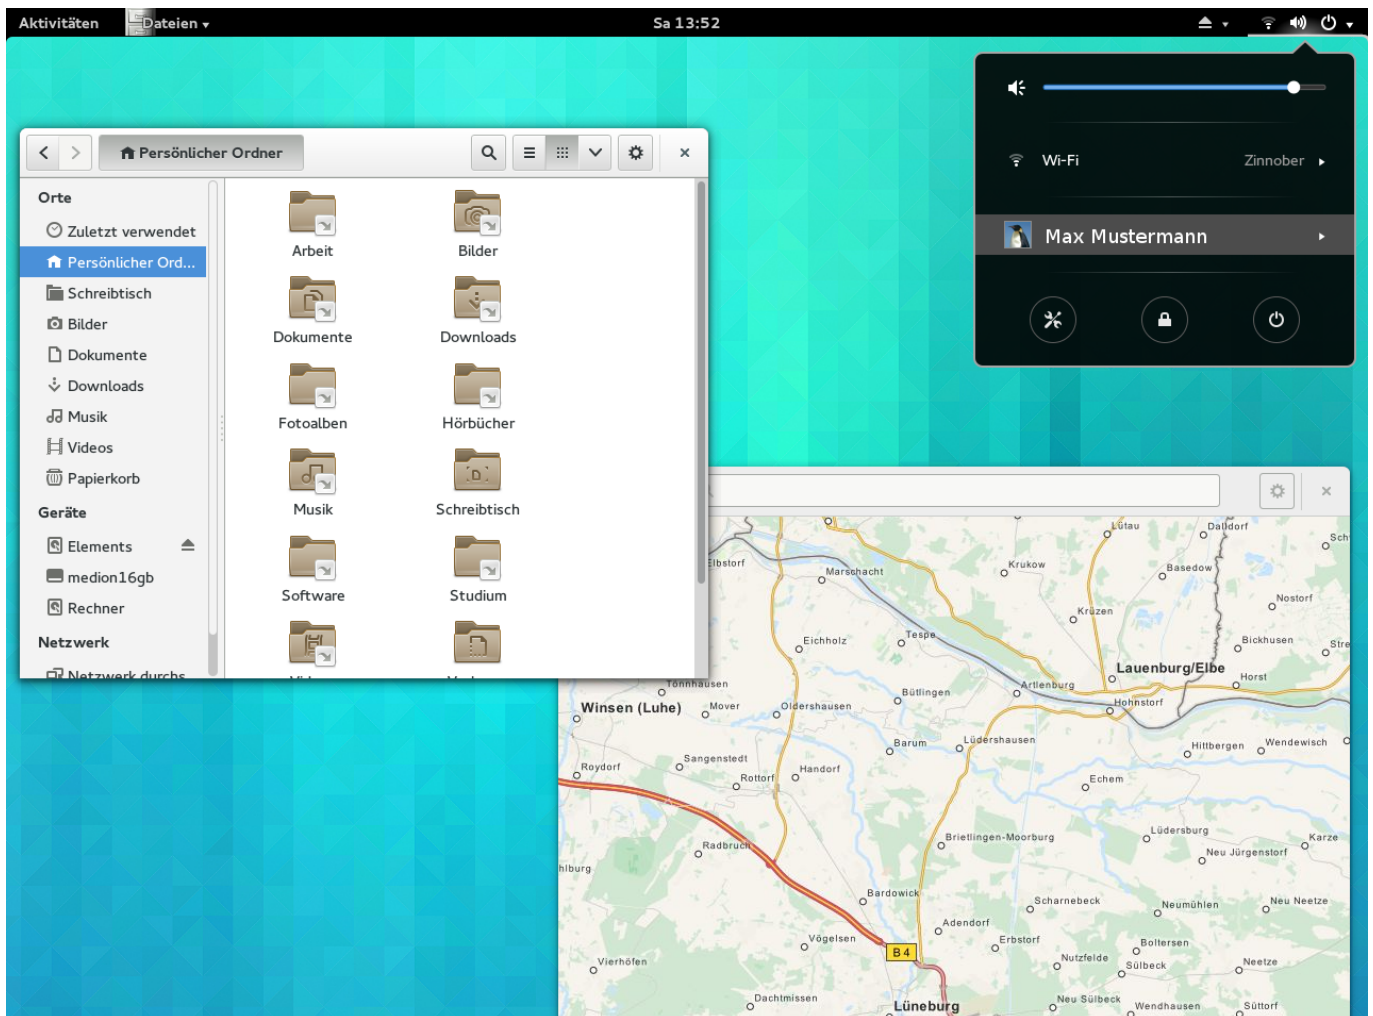 Aktivitäten
Dateien
Sa 13:52
Wi-Fi
Zinnober
Max Mustermann
Persönlicher Ordner
Orte
Zuletzt verwendet
Persönlicher Ord...
Schreibtisch
Bilder
Dokumente
Downloads
Musik
Videos
Papierkorb
Geräte
Elements
medion16gb
Rechner
Netzwerk
Netzwerk durchs
Arbeit
Bilder
Dokumente
Downloads
Fotoalben
Hörbücher
Musik
Schreibtisch
Software
Studium
Lütau
Dalldorf
Elbstorf
Marschacht
Krukow
Basedow
Nostorf
Krüzen
Eichholz
Tespe
Bickhusen
Lauenburg/Elbe
Horst
Tönnhausen
Bütlingen
Artlenburg
Hohnstorf
Winsen (Luhe)
Mover
Oldershausen
Barum
Lüdershausen
Hittbergen
Wendewisch
Roydorf
Sangenstedt
Rottorf
Handorf
Echem
Radbruch
Brietlingen-Moorburg
Lüdersburg
Karze
Neu Jürgenstorf
hlburg
Bardowick
Scharnebeck
Neumühlen
Neu Neetze
Adendorf
Vögelsen
Erbstorf
Boltersen
B 4
Nutzfelde
Sülbeck
Neetze
Vierhöfen
Dachtmissen
Lüneburg
Neu Sülbeck
Wendhausen
Süttorf